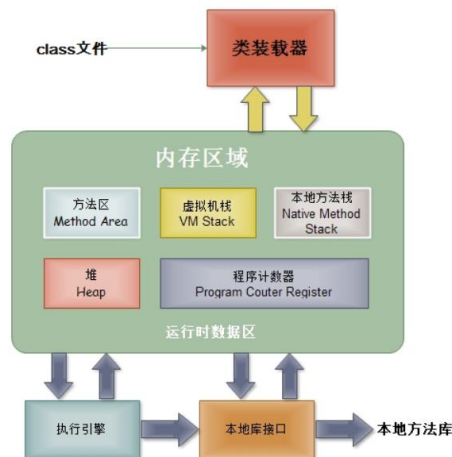 class文件
类装载器
内存区域
方法区
Method Area
虚拟机栈
VM Stack
本地方法栈
Native Method
Stack
堆
Heap
程序计数器
Program Couter Register
运行时数据区
执行引擎
本地库接口
本地方法库